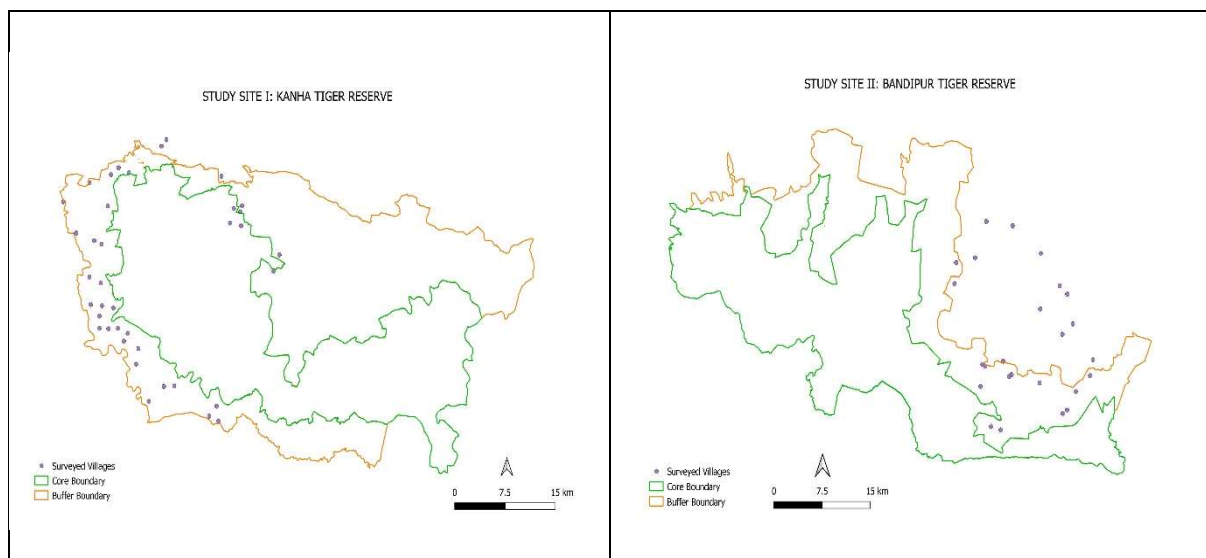 STUDY SITE I: KANHA TIGER RESERVE
Surveyed Villages
Core Boundary
Buffer Boundary
0 7.5 15 km
STUDY SITE II: BANDIPUR TIGER RESERVE
Surveyed Villages
Core Boundary
Buffer Boundary
0 7.5 15 km